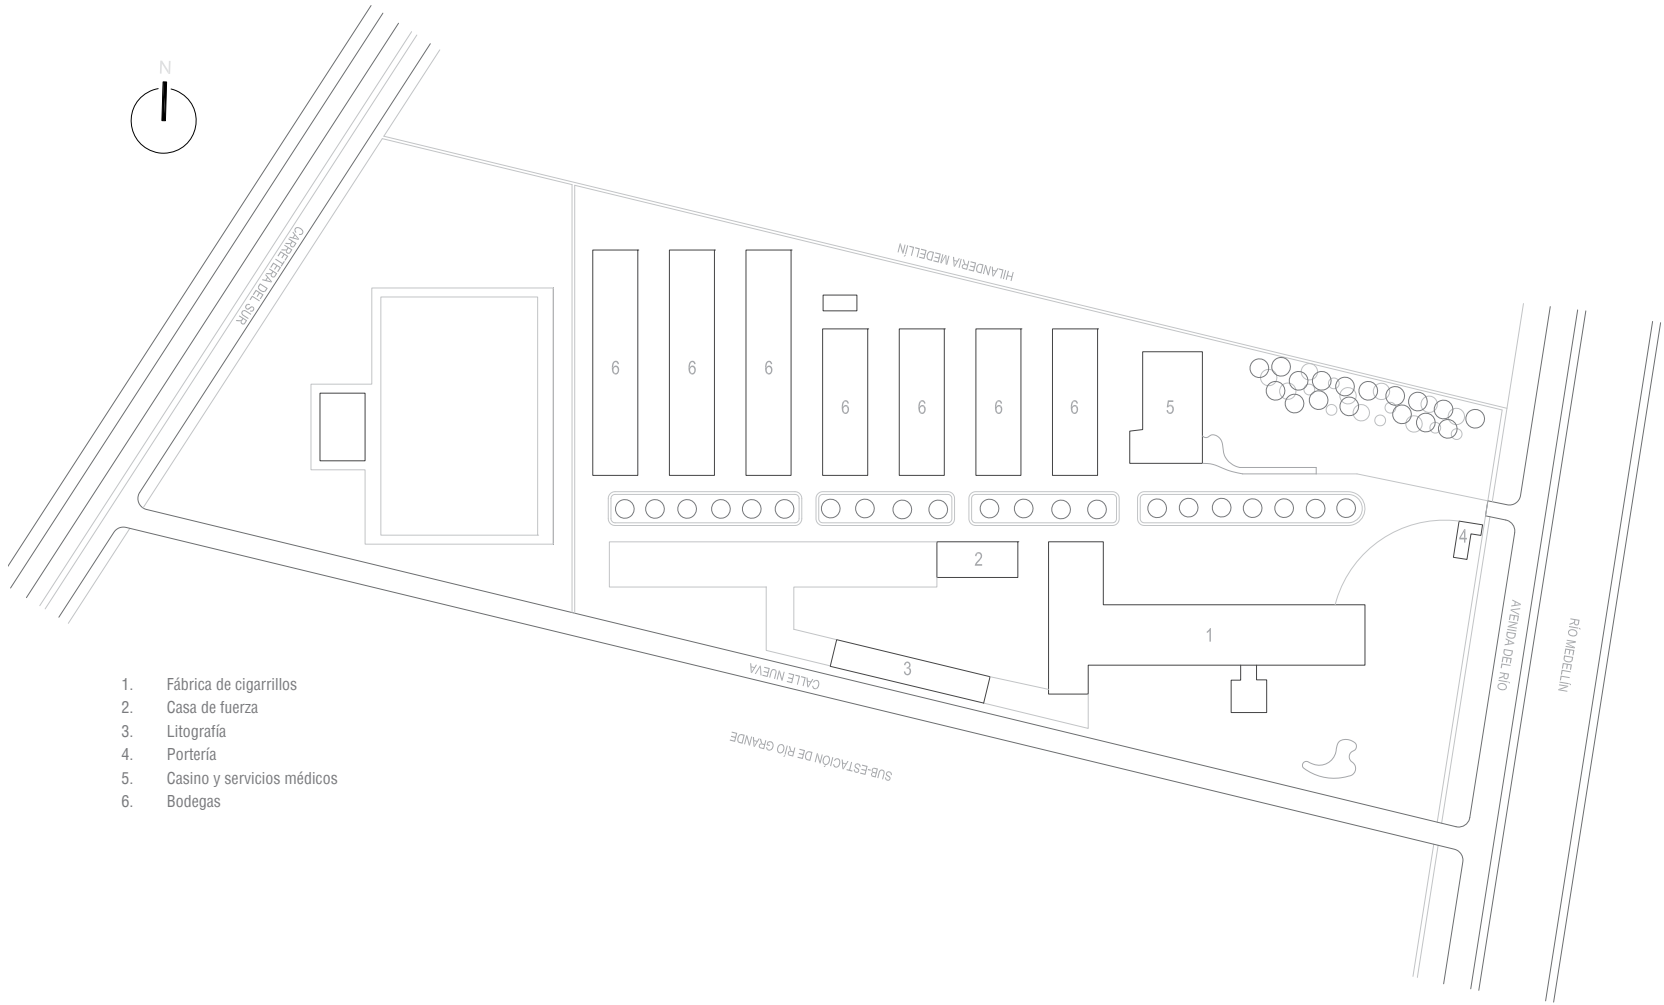 N
CARRETERA DEL SUR
HILANDERIA MEDELLÍN
6
6
6
6
6
6
6
5
4
2
1
3
CALLE NUEVA
SUB-ESTACIÓN DE RÍO GRANDE
AVENIDA DEL RÍO
RÍO MEDELLÍN
1. Fábrica de cigarrillos
2. Casa de fuerza
3. Litografía
4. Portería
5. Casino y servicios médicos
6. Bodegas